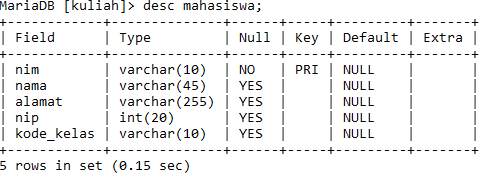 MariaDB [kuliah]> desc mahasiswa;
+------------+--------------+------+-----+---------+-------+
| Field      | Type         | Null | Key | Default | Extra |
+------------+--------------+------+-----+---------+-------+
| nim        | varchar(10)  | NO   | PRI | NULL    |       |
| nama       | varchar(45)  | YES  |     | NULL    |       |
| alamat     | varchar(255) | YES  |     | NULL    |       |
| nip        | int(20)      | YES  |     | NULL    |       |
| kode_kelas | varchar(10)  | YES  |     | NULL    |       |
+------------+--------------+------+-----+---------+-------+
5 rows in set (0.15 sec)